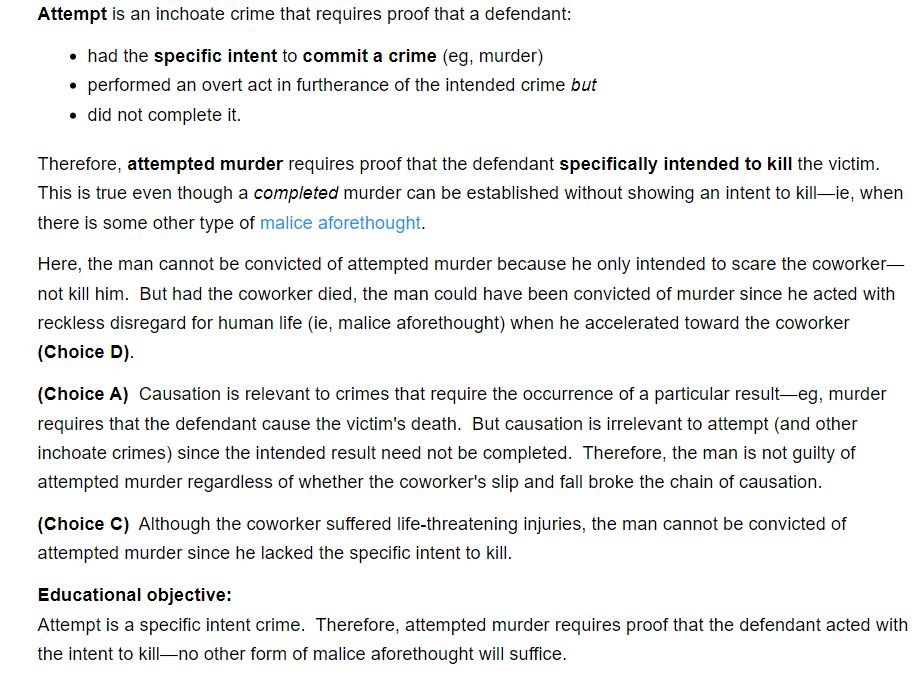 Attempt is an inchoate crime that requires proof that a defendant:
• had the specific intent to commit a crime (eg, murder)
• performed an overt act in furtherance of the intended crime but
• did not complete it.
Therefore, attempted murder requires proof that the defendant specifically intended to kill the victim.
This is true even though a completed murder can be established without showing an intent to kill—ie, when
there is some other type of malice aforethought.
Here, the man cannot be convicted of attempted murder because he only intended to scare the coworker—
not kill him.  But had the coworker died, the man could have been convicted of murder since he acted with
reckless disregard for human life (ie, malice aforethought) when he accelerated toward the coworker
(Choice D).
(Choice A)  Causation is relevant to crimes that require the occurrence of a particular result—eg, murder
requires that the defendant cause the victim's death.  But causation is irrelevant to attempt (and other
inchoate crimes) since the intended result need not be completed.  Therefore, the man is not guilty of
attempted murder regardless of whether the coworker's slip and fall broke the chain of causation.
(Choice C)  Although the coworker suffered life-threatening injuries, the man cannot be convicted of
attempted murder since he lacked the specific intent to kill.
Educational objective:
Attempt is a specific intent crime.  Therefore, attempted murder requires proof that the defendant acted with
the intent to kill—no other form of malice aforethought will suffice.